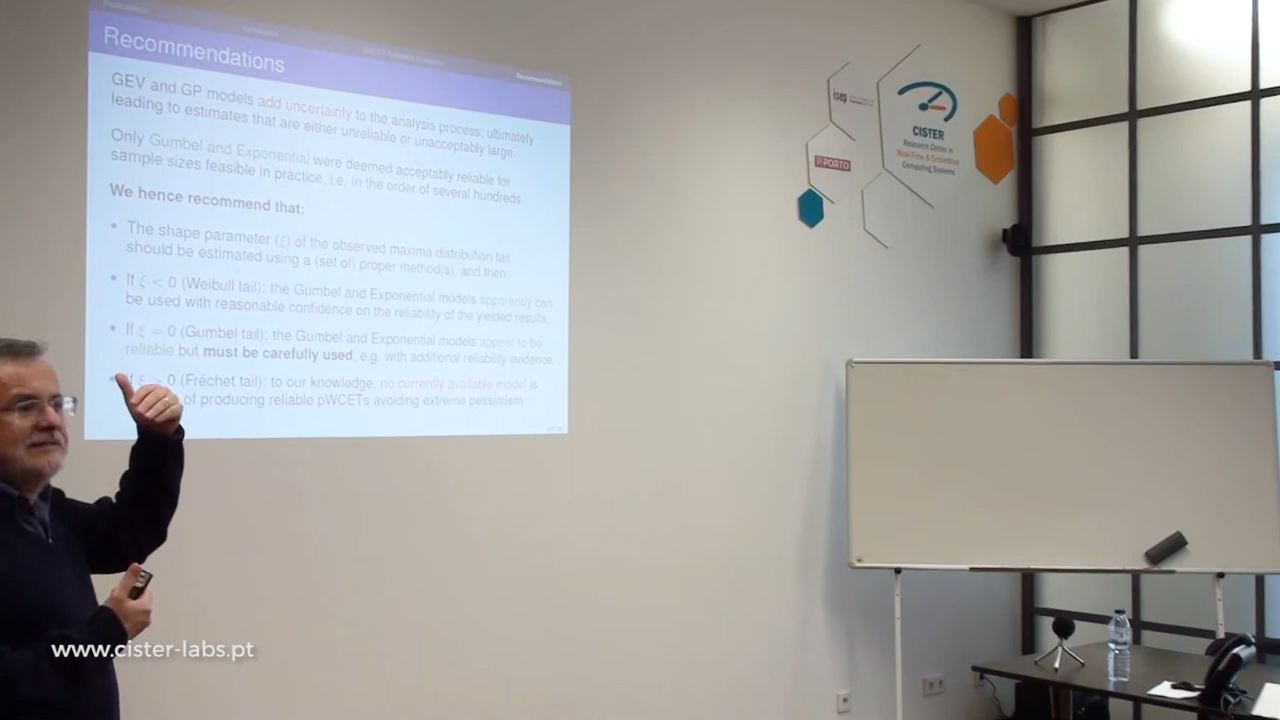 Recommendations
Recommendations
GEV and GP models add uncertainty to the analysis process, ultimately
leading to estimates that are either unreliable or unacceptably large.
Only Gumbel and Exponential were deemed acceptably reliable for
sample sizes feasible in practice, i.e. in the order of several hundreds.
We hence recommend that:
• The shape parameter (ξ) of the observed maxima distribution tail
should be estimated using a (set of) proper method(s), and then:
• If ξ < 0 (Weibull tail): the Gumbel and Exponential models apparently can
be used with reasonable confidence on the reliability of the yielded results.
• If ξ = 0 (Gumbel tail): the Gumbel and Exponential models appear to be
reliable but must be carefully used, e.g. with additional reliability evidence.
If ξ > 0 (Fréchet tail): to our knowledge, no currently available model is
of producing reliable pWCETs avoiding extreme pessimism.
isep
P.PORTO
CISTER
Research Center in
Real-Time & Embedded
Computing Systems
www.cister-labs.pt